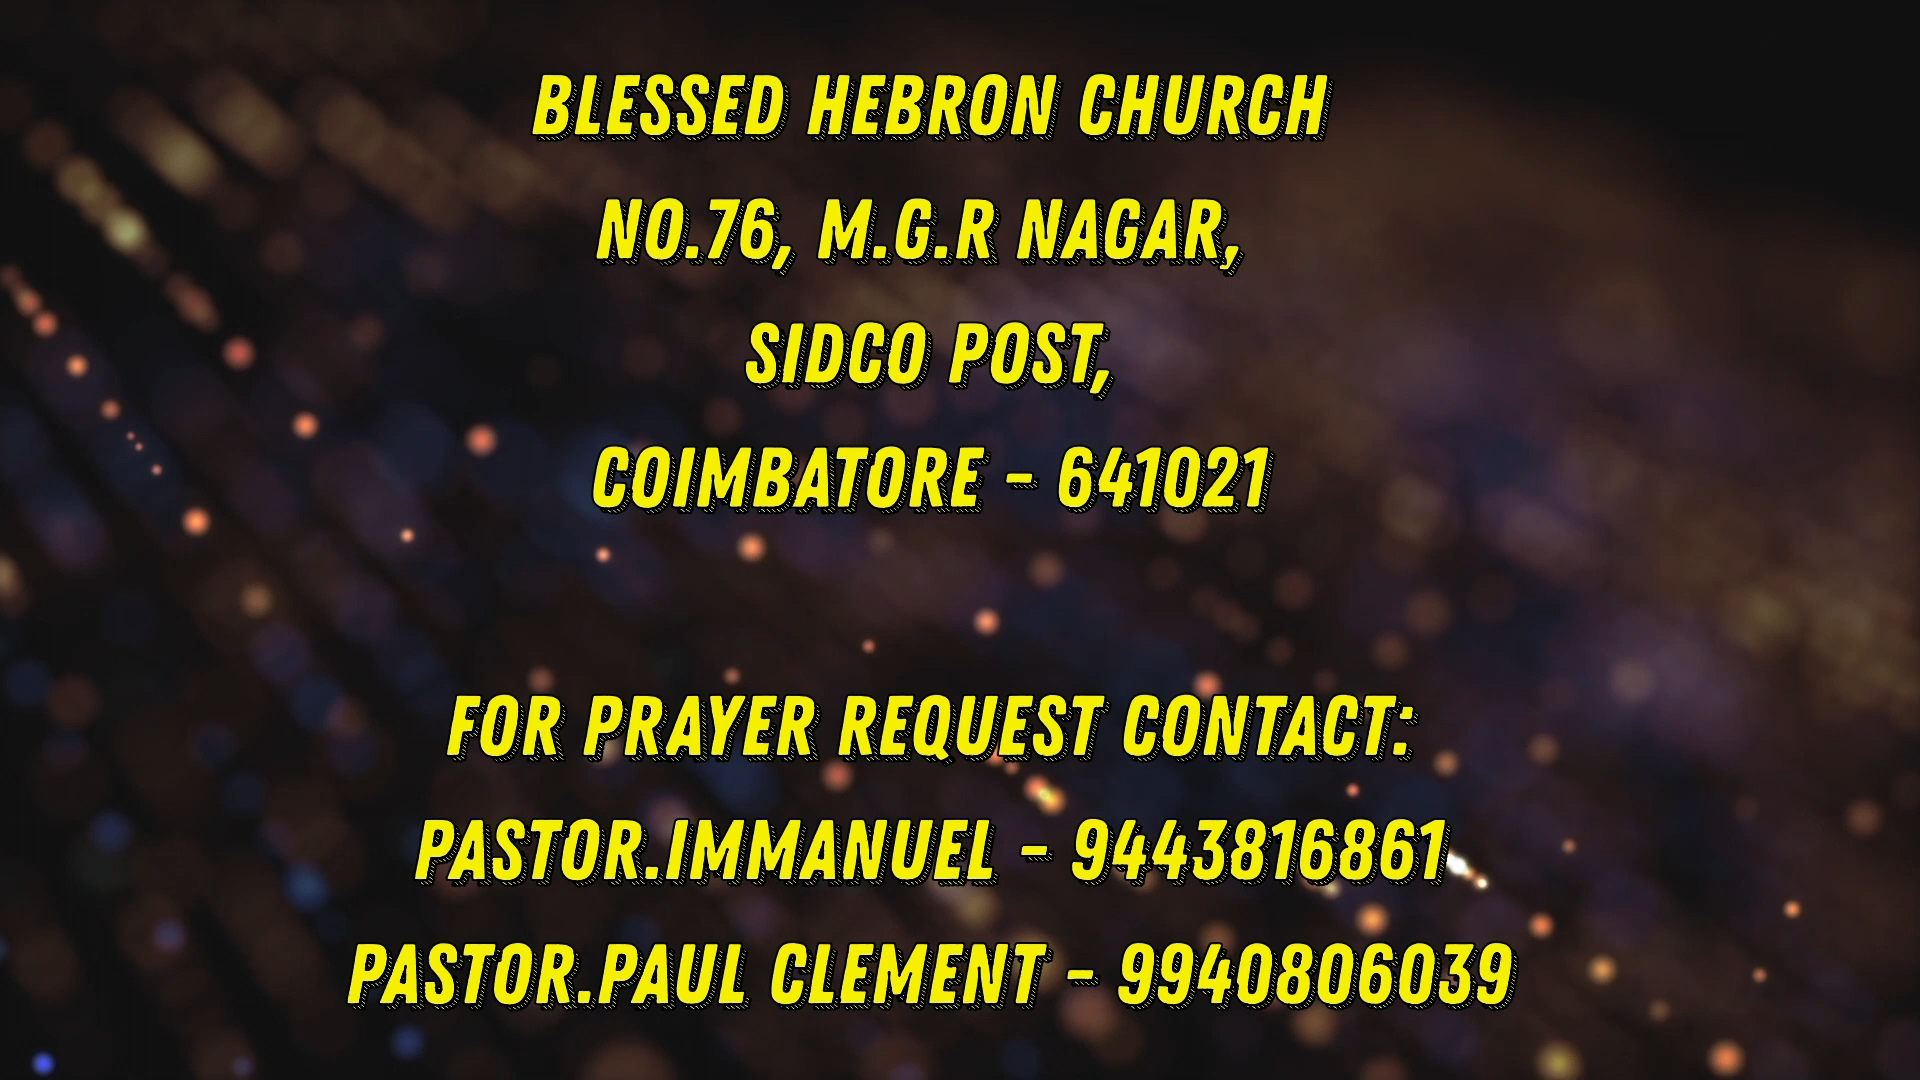 BLESSED HEBRON CHURCH
NO.76, M.G.R NAGAR,
SIDCO POST,
COIMBATORE - 641021
FOR PRAYER REQUEST CONTACT:
PASTOR.IMMANUEL - 9443816861
PASTOR.PAUL CLEMENT - 9940806039